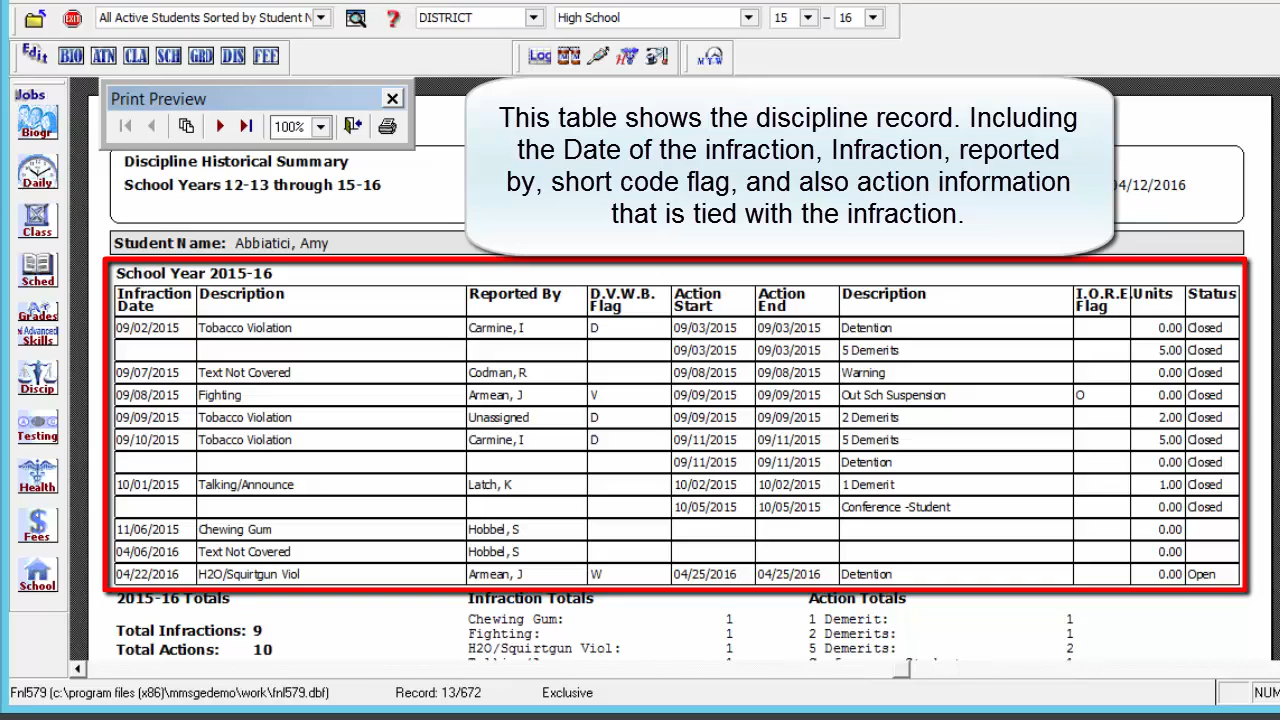 All Active Students Sorted by Student N
DISTRICT
High School
15 – 16
Edit BIO ATN CLA SCH GRD DIS FEE
LOG
MTW
Jobs
Biogr
Daily
Class
Sched
Grades
Advanced
Skills
Discip
Testing
Health
Fees
School
Print Preview
100%
This table shows the discipline record. Including
the Date of the infraction, Infraction, reported
by, short code flag, and also action information
that is tied with the infraction.
Discipline Historical Summary
School Years 12-13 through 15-16
04/12/2016
Student Name: Abbiatici, Amy
School Year 2015-16
Infraction Date Description Reported By D.V.W.B. Flag Action Start Action End Description I.O.R.E. Flag Units Status
09/02/2015 Tobacco Violation Carmine, I D 09/03/2015 09/03/2015 Detention 0.00 Closed
09/03/2015 09/03/2015 5 Demerits 5.00 Closed
09/07/2015 Text Not Covered Codman, R 09/08/2015 09/08/2015 Warning 0.00 Closed
09/08/2015 Fighting Armean, J V 09/09/2015 09/09/2015 Out Sch Suspension O 0.00 Closed
09/09/2015 Tobacco Violation Unassigned D 09/09/2015 09/09/2015 2 Demerits 2.00 Closed
09/10/2015 Tobacco Violation Carmine, I D 09/11/2015 09/11/2015 5 Demerits 5.00 Closed
09/11/2015 09/11/2015 Detention 0.00 Closed
10/01/2015 Talking/Announce Latch, K 10/02/2015 10/02/2015 1 Demerit 1.00 Closed
10/05/2015 10/05/2015 Conference -Student 0.00 Closed
11/06/2015 Chewing Gum Hobbel, S 0.00
04/06/2016 Text Not Covered Hobbel, S 0.00
04/22/2016 H2O/Squirtgun Viol Armean, J W 04/25/2016 04/25/2016 Detention 0.00 Open
2015-16 Totals Infraction Totals Action Totals
Chewing Gum: 1 1 Demerit: 1
Total Infractions: 9 Fighting: 1 2 Demerits: 1
Total Actions: 10 H2O/Squirtgun Viol: 1 5 Demerits: 2
Fnl579 (c:\program files (x86)\mmsgedemo\work\fnl579.dbf) Record: 13/672 Exclusive NUM